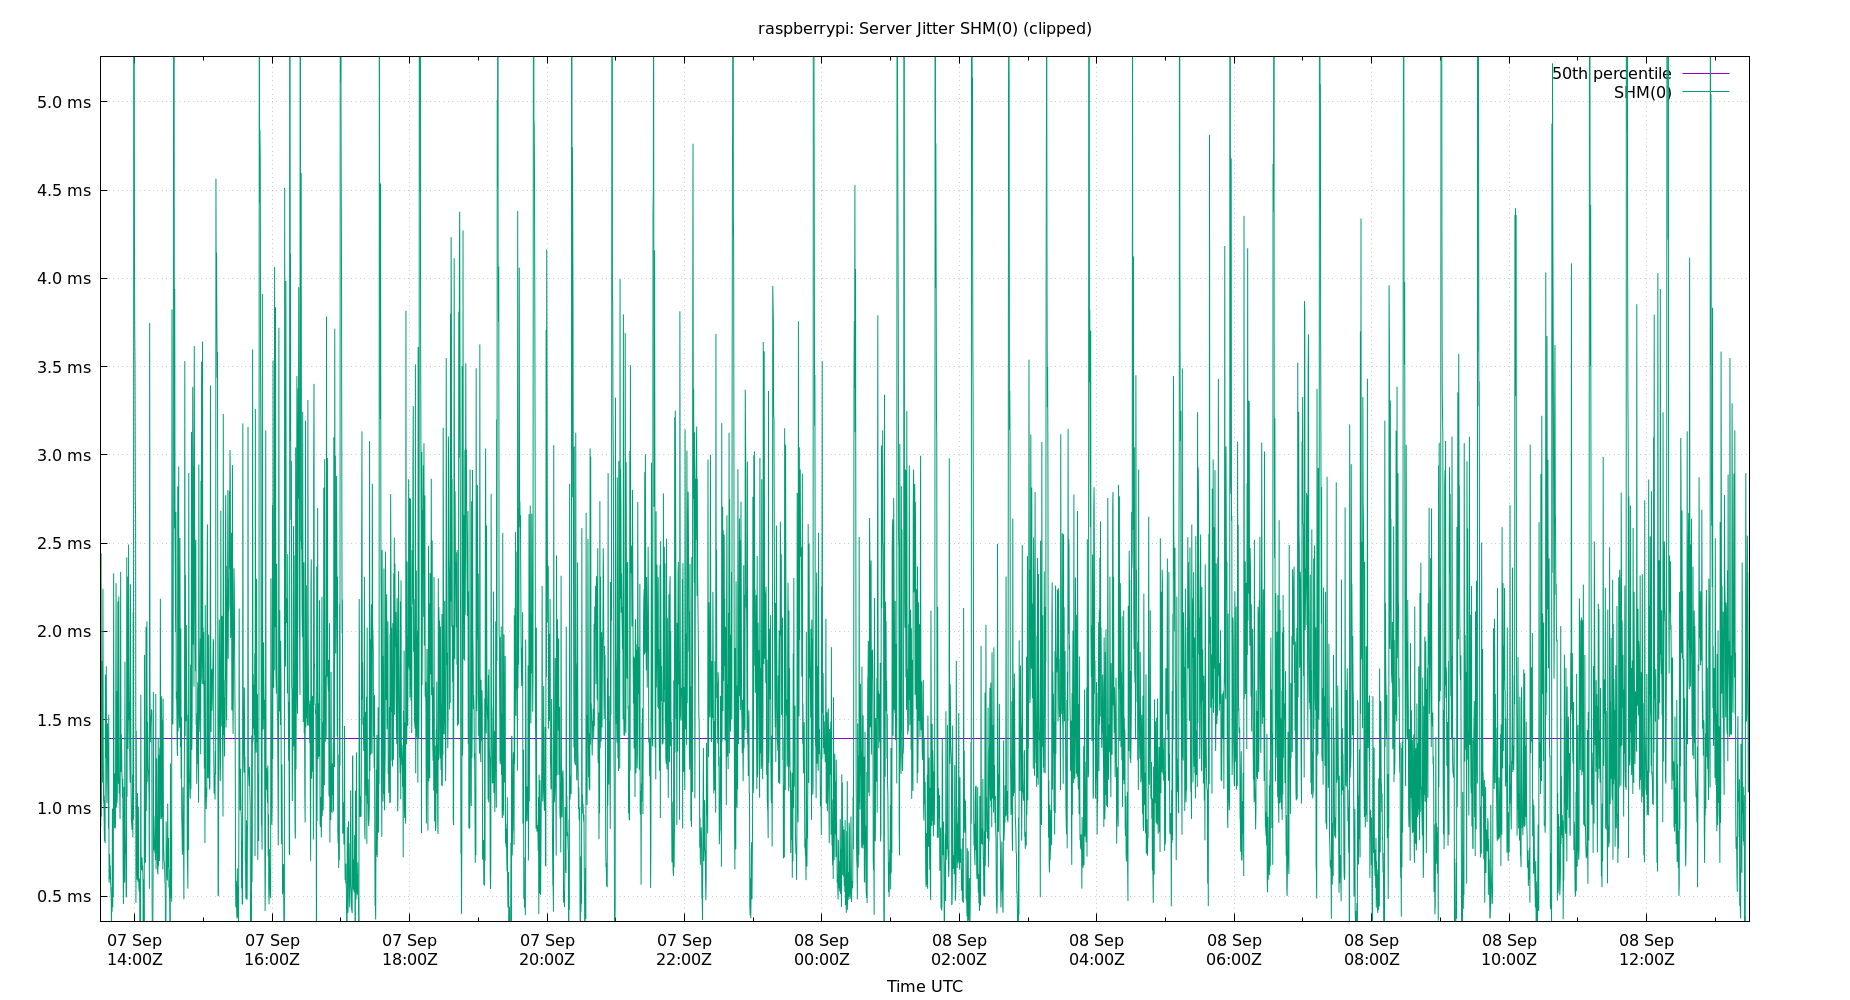 raspberrypi: Server Jitter SHM(0) (clipped)
50th percentile
SHM(0)
5.0 ms
4.5 ms
4.0 ms
3.5 ms
3.0 ms
2.5 ms
2.0 ms
1.5 ms
1.0 ms
0.5 ms
07 Sep 07 Sep 07 Sep 07 Sep 07 Sep 08 Sep 08 Sep 08 Sep 08 Sep 08 Sep 08 Sep 08 Sep
14:00Z 16:00Z 18:00Z 20:00Z 22:00Z 00:00Z 02:00Z 04:00Z 06:00Z 08:00Z 10:00Z 12:00Z
Time UTC